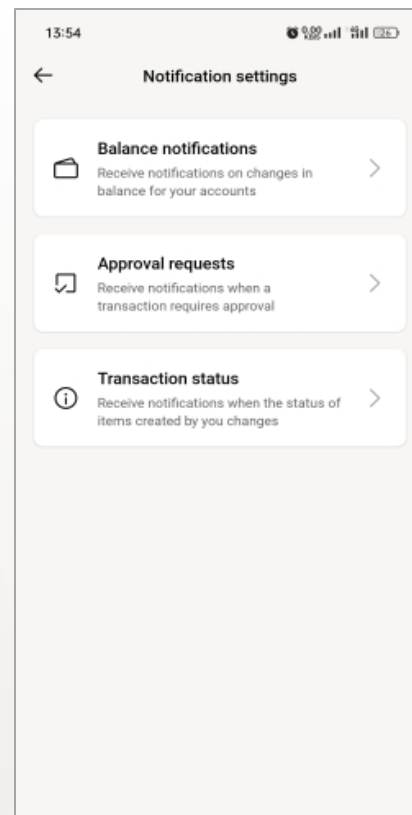 13:54
26
Notification settings
Balance notifications
Receive notifications on changes in
balance for your accounts
Approval requests
Receive notifications when a
transaction requires approval
Transaction status
Receive notifications when the status of
items created by you changes